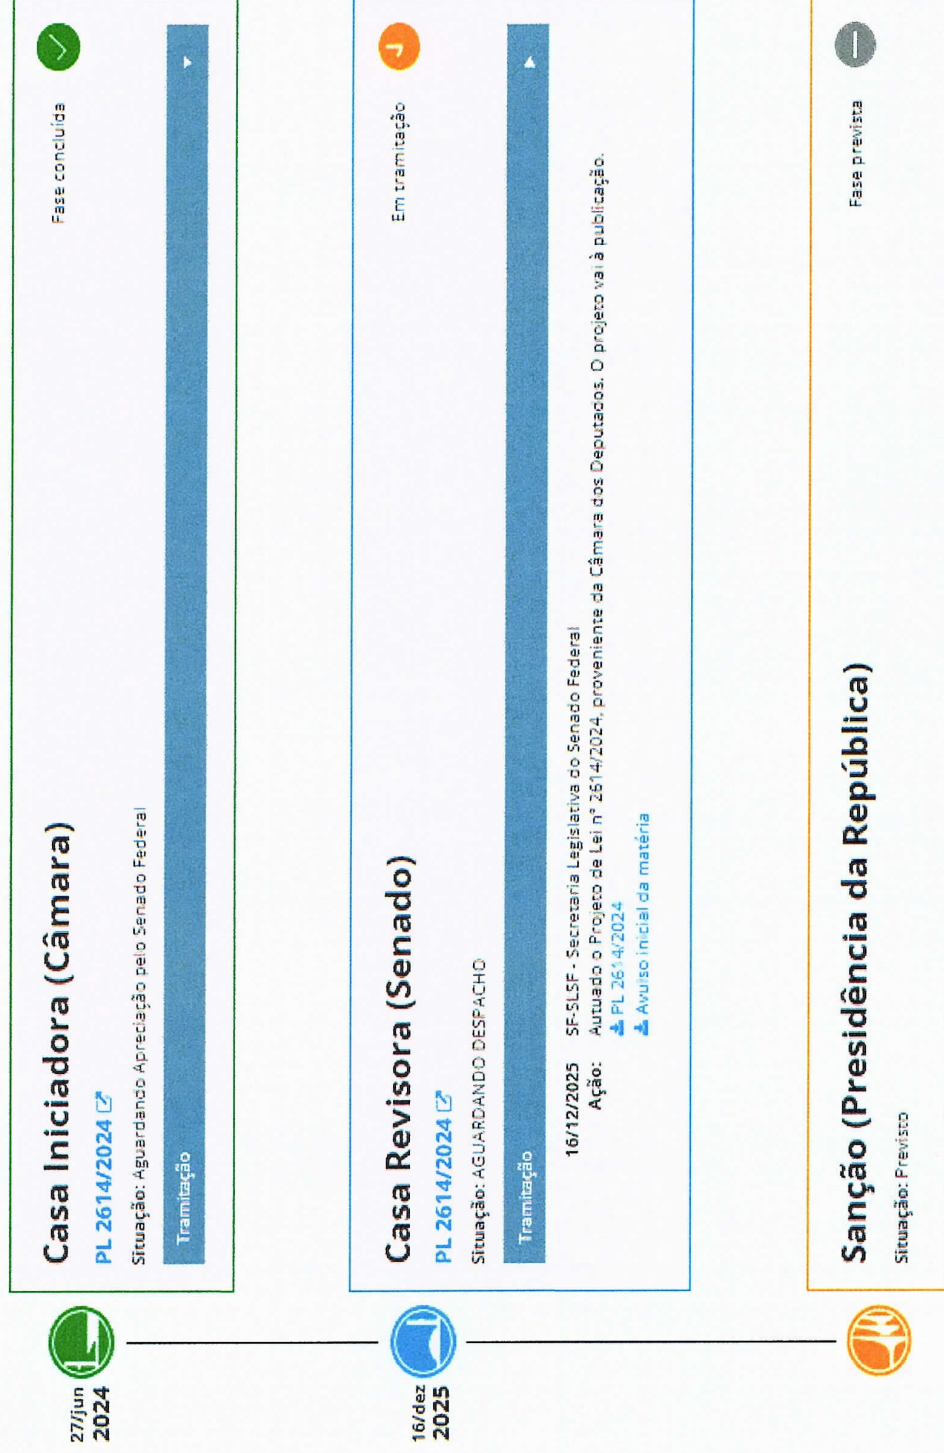 27/jun
2024
Casa Iniciadora (Câmara)
Fase concluída
PL 2614/2024
Situação: Aguardando Apreciação pelo Senado Federal
Tramitação
16/dez
2025
Casa Revisora (Senado)
Em tramitação
PL 2614/2024
Situação: AGUARDANDO DESPACHO
Tramitação
16/12/2025 SF-SLSF - Secretaria Legislativa do Senado Federal
Ação: Autuado o Projeto de Lei n° 2614/2024, proveniente da Câmara dos Deputados. O projeto vai à publicação.
PL 2614/2024
Avulso inicial da matéria
Sanção (Presidência da República)
Fase prevista
Situação: Previsto